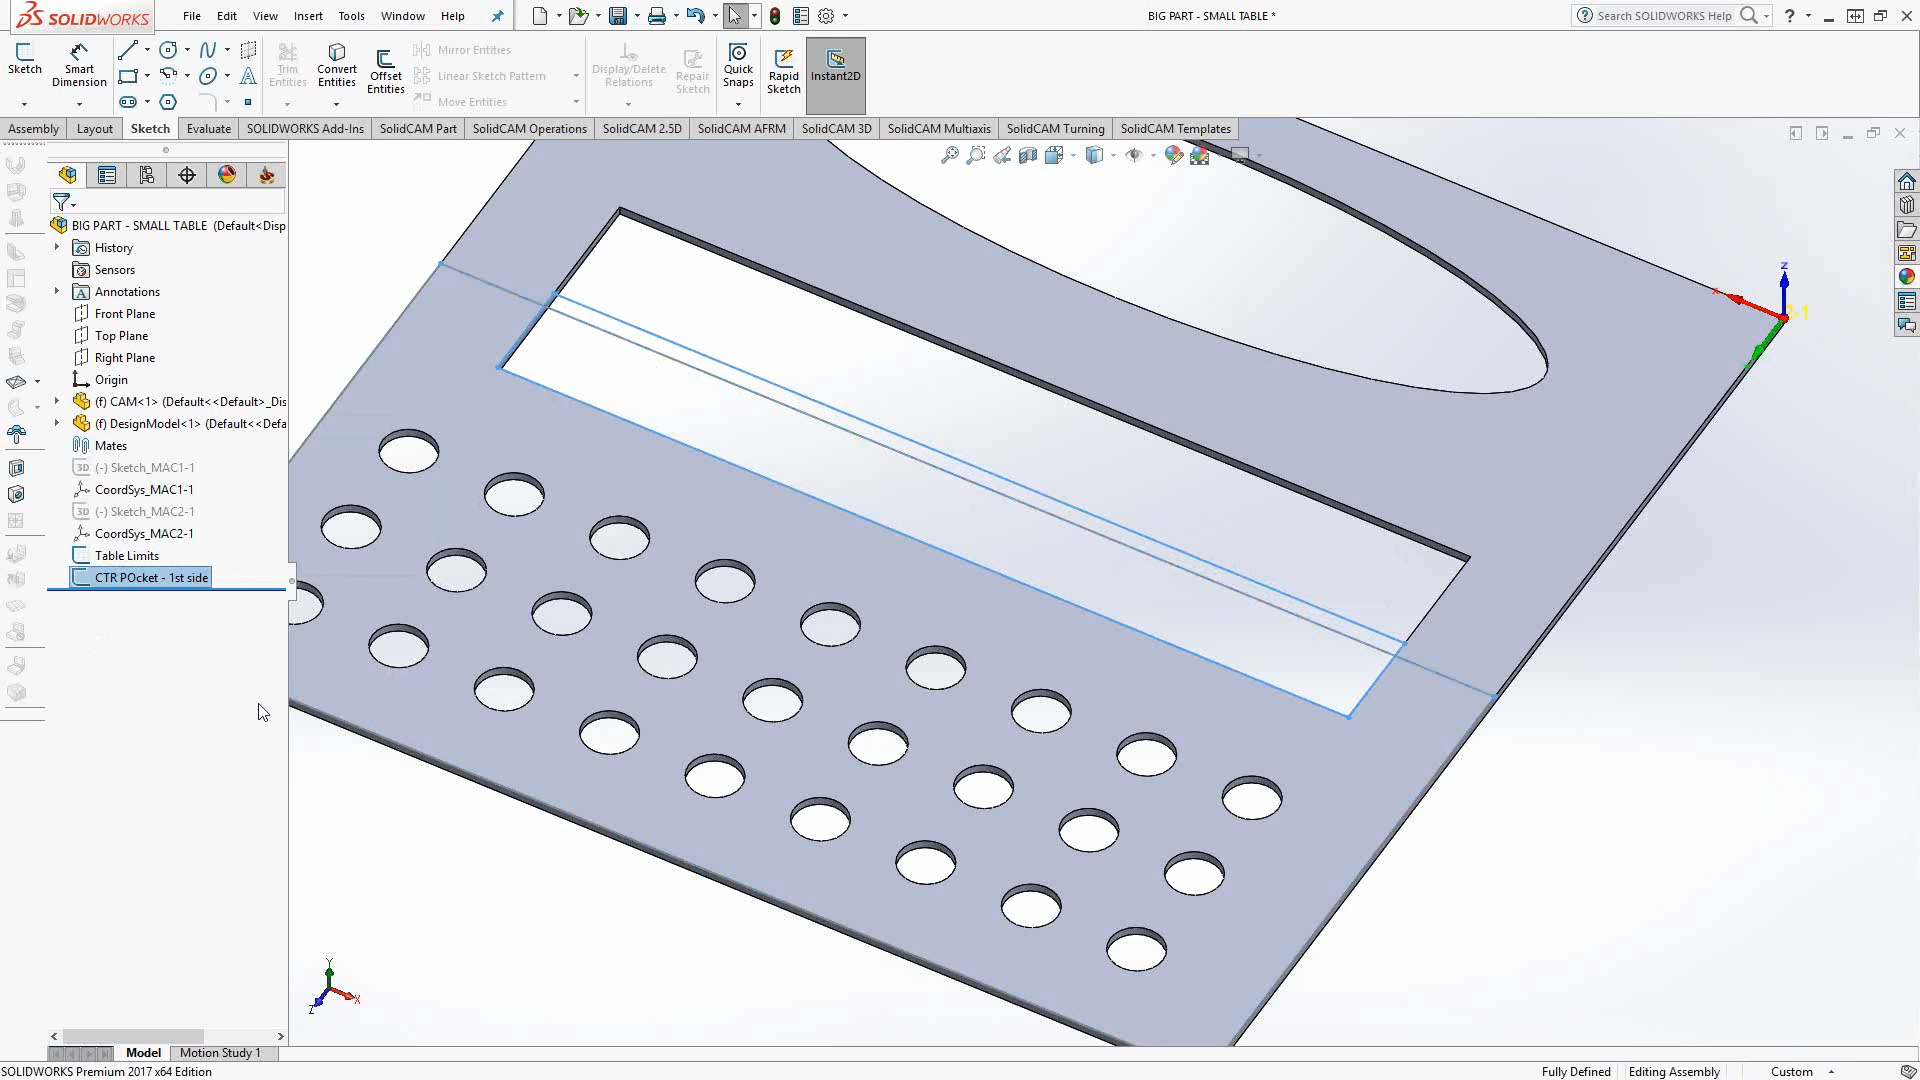 SOLIDWORKS
File Edit View Insert Tools Window Help
BIG PART - SMALL TABLE *
Search SOLIDWORKS Help
?
Sketch
Smart Dimension
Trim Entities
Convert Entities
Offset Entities
Mirror Entities
Linear Sketch Pattern
Move Entities
Display/Delete Relations
Repair Sketch
Quick Snaps
Rapid Sketch
Instant2D
Assembly Layout Sketch Evaluate SOLIDWORKS Add-Ins SolidCAM Part SolidCAM Operations SolidCAM 2.5D SolidCAM AFRM SolidCAM 3D SolidCAM Multiaxis SolidCAM Turning SolidCAM Templates
BIG PART - SMALL TABLE (Default<Disp
History
Sensors
A Annotations
Front Plane
Top Plane
Right Plane
Origin
(f) CAM<1> (Default<<Default>_Dis
(f) DesignModel<1> (Default<<Defa
Mates
3D (-) Sketch_MAC1-1
CoordSys_MAC1-1
3D (-) Sketch_MAC2-1
CoordSys_MAC2-1
Table Limits
CTR POcket - 1st side
Z
X
-1
Y
X
Z
Model Motion Study 1
SOLIDWORKS Premium 2017 x64 Edition
Fully Defined Editing Assembly Custom